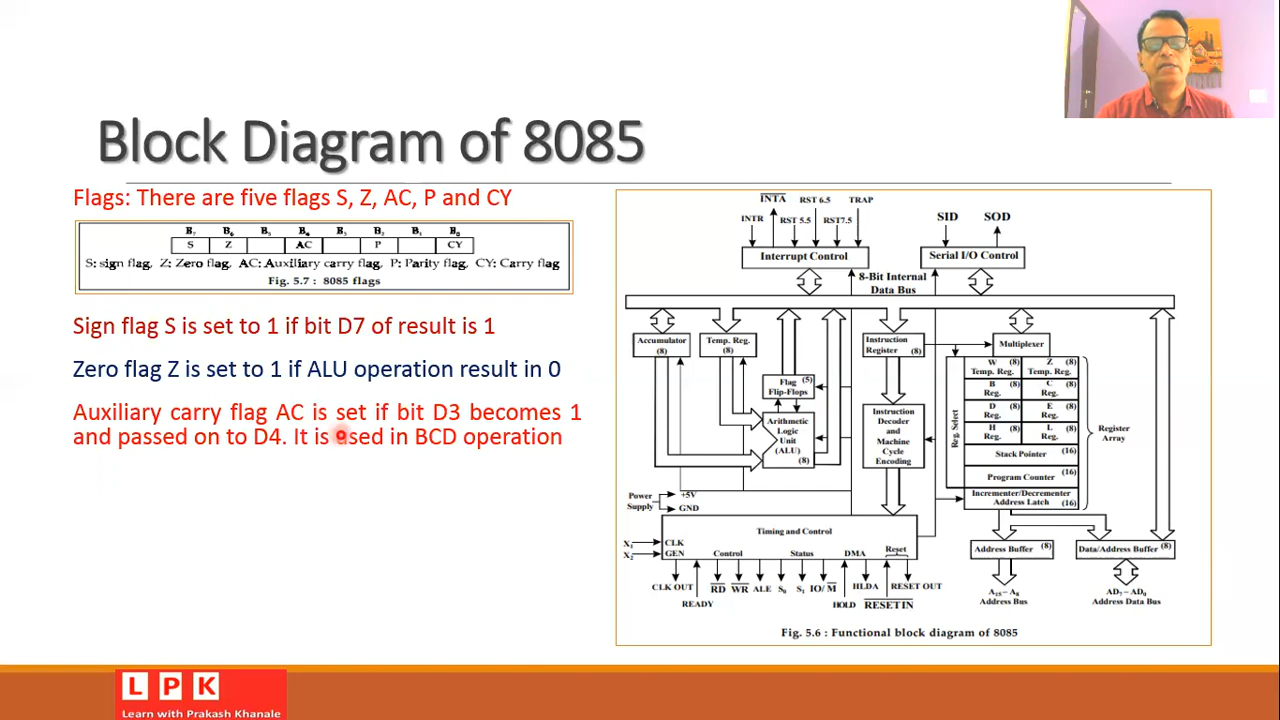 Block Diagram of 8085
Flags: There are five flags S, Z, AC, P and CY
B₇ B₆ B₅ B₄ B₃ B₂ B₁ B₀
S Z AC P CY
S: sign flag, Z: Zero flag, AC: Auxiliary carry flag, P: Parity flag, CY: Carry flag
Fig. 5.7 : 8085 flags
Sign flag S is set to 1 if bit D7 of result is 1
Zero flag Z is set to 1 if ALU operation result in 0
Auxiliary carry flag AC is set if bit D3 becomes 1
and passed on to D4. It is used in BCD operation
INTA RST 6.5 TRAP
INTR RST 5.5 RST7.5
SID SOD
Interrupt Control
Serial I/O Control
8-Bit Internal
Data Bus
Accumulator
(8)
Temp. Reg.
(8)
Instruction
Register (8)
Multiplexer
Flag (5)
Flip-Flops
Arithmetic
Logic
Unit
(ALU)
(8)
Instruction
Decoder
and
Machine
Cycle
Encoding
Reg. Select
W (8) Z (8)
Temp. Reg. Temp. Reg.
B (8) C (8)
Reg. Reg.
D (8) E (8)
Reg. Reg.
H (8) L (8)
Reg. Reg.
Stack Pointer (16)
Program Counter (16)
Incrementer/Decrementer
Address Latch (16)
Register
Array
Power
Supply
+5V
GND
Timing and Control
X₁ CLK
X₂ GEN
Control Status DMA Reset
CLK OUT RD WR ALE S₀ S₁ IO/M HLDA RESET OUT
READY HOLD RESET IN
Address Buffer (8)
Data/Address Buffer (8)
A₁₅–A₈
Address Bus
AD₇–AD₀
Address Data Bus
Fig. 5.6 : Functional block diagram of 8085
L P K
Learn with Prakash Khanale